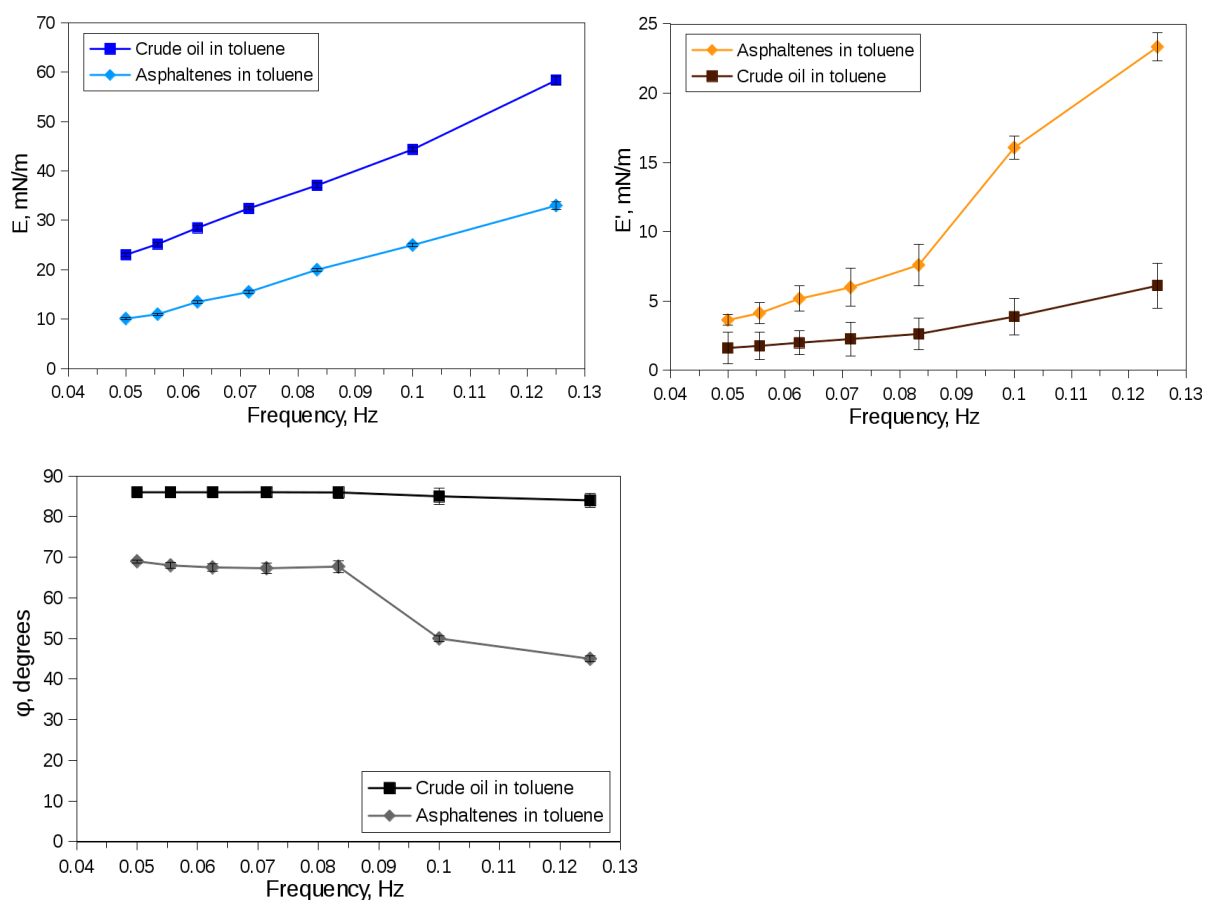 70
60
50
40
30
20
10
0
E, mN/m
Crude oil in toluene
Asphaltenes in toluene
0.04 0.05 0.06 0.07 0.08 0.09 0.1 0.11 0.12 0.13
Frequency, Hz
25
20
15
10
5
0
E', mN/m
Asphaltenes in toluene
Crude oil in toluene
0.04 0.05 0.06 0.07 0.08 0.09 0.1 0.11 0.12 0.13
Frequency, Hz
90
80
70
60
50
40
30
20
10
0
φ, degrees
Crude oil in toluene
Asphaltenes in toluene
0.04 0.05 0.06 0.07 0.08 0.09 0.1 0.11 0.12 0.13
Frequency, Hz